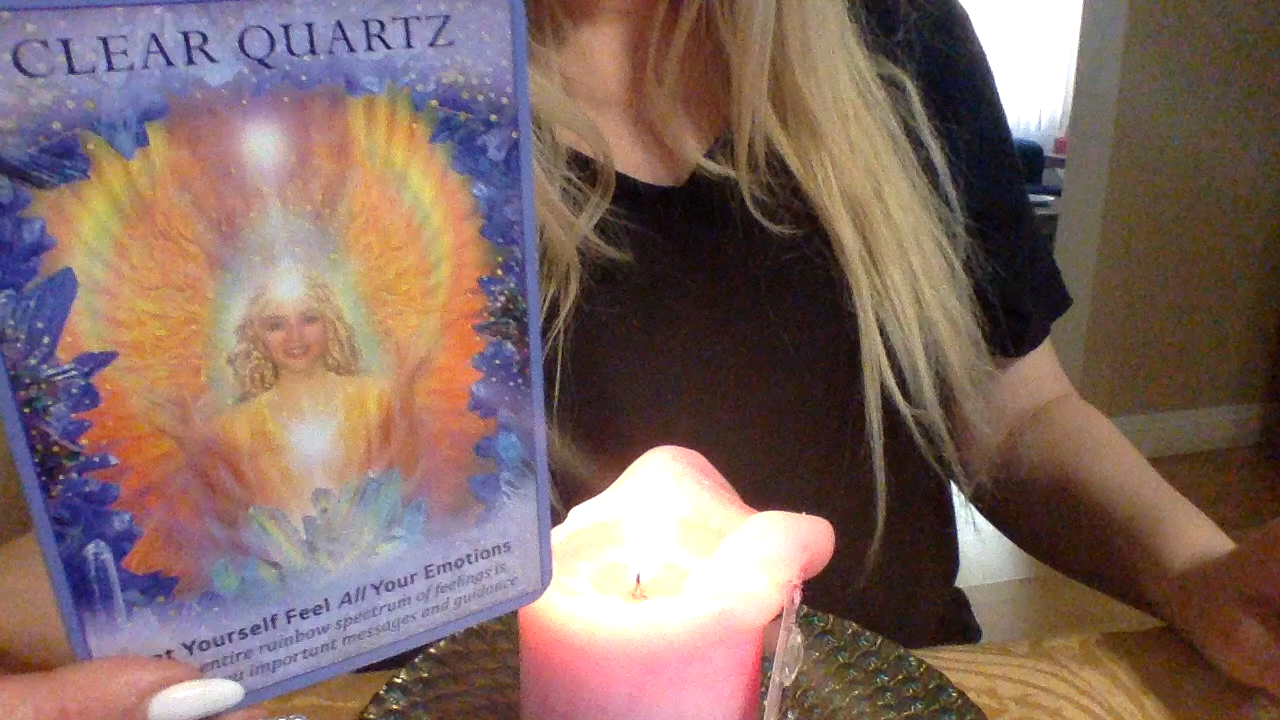 CLEAR QUARTZ
Yourself Feel All Your Emotions
entire rainbow spectrum of feelings is
important messages and guidance